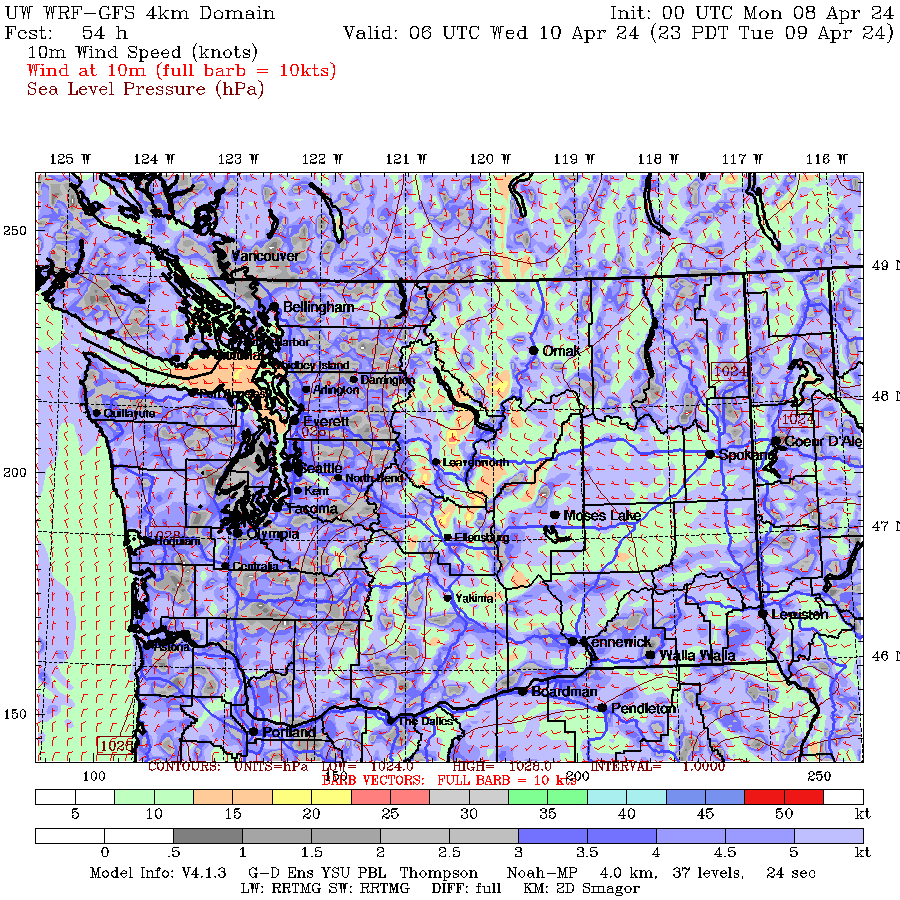 UW WRF-GFS 4km Domain Init: 00 UTC Mon 08 Apr 24
Fcst: 54 h Valid: 06 UTC Wed 10 Apr 24 (23 PDT Tue 09 Apr 24)
10m Wind Speed (knots)
Wind at 10m (full barb = 10kts)
Sea Level Pressure (hPa)
125 W 124 W 123 W 122 W 121 W 120 W 119 W 118 W 117 W 116 W
250
Vancouver
49 N
Bellingham
Harbor
Omak
Whidbey Island
1024
Darrington
Arlington
48 N
Quillayute
Port Angeles
Everett
1024
Coeur D'Ale
Spokane
Leavenworth
200
Seattle
North Bend
Kent
Tacoma
Moses Lake
47 N
Olympia
Hoquiam
Ellensburg
Centralia
Yakima
Lewiston
Astoria
Kennewick
Walla Walla
46 N
Boardman
Pendleton
150
The Dalles
Portland
1028
CONTOURS: UNITS=hPa LOW= 1024.0 HIGH= 1028.0 INTERVAL= 1.0000
100 150 200 250
BARB VECTORS: FULL BARB = 10 kts
5 10 15 20 25 30 35 40 45 50 kt
0 .5 1 1.5 2 2.5 3 3.5 4 4.5 5 kt
Model Info: V4.1.3 G-D Ens YSU PBL Thompson Noah-MP 4.0 km, 37 levels, 24 sec
LW: RRTMG SW: RRTMG DIFF: full KM: 2D Smagor